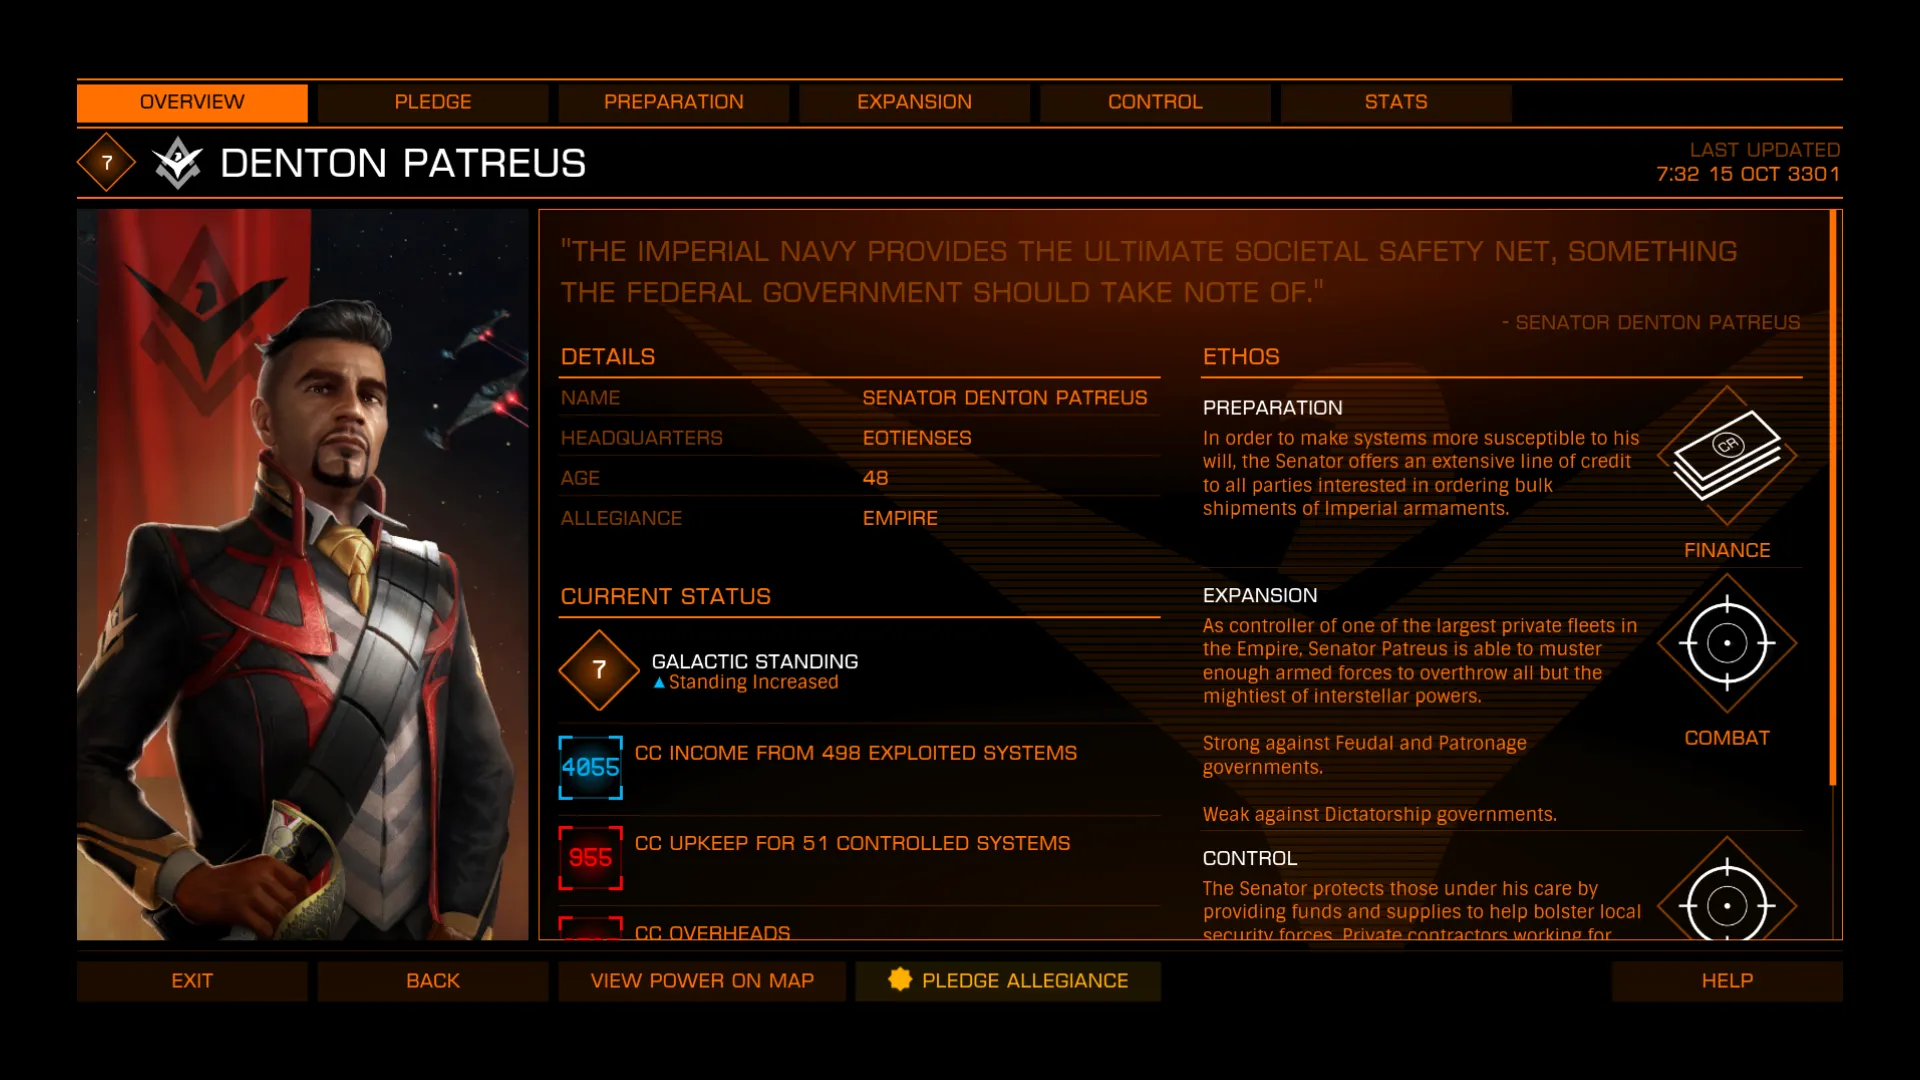 OVERVIEW
PLEDGE
PREPARATION
EXPANSION
CONTROL
STATS
7
DENTON PATREUS
LAST UPDATED
7:32 15 OCT 3301
"THE IMPERIAL NAVY PROVIDES THE ULTIMATE SOCIETAL SAFETY NET, SOMETHING
THE FEDERAL GOVERNMENT SHOULD TAKE NOTE OF."
- SENATOR DENTON PATREUS
DETAILS
NAME SENATOR DENTON PATREUS
HEADQUARTERS EOTIENSES
AGE 48
ALLEGIANCE EMPIRE
CURRENT STATUS
7
GALACTIC STANDING
Standing Increased
4055 CC INCOME FROM 498 EXPLOITED SYSTEMS
955 CC UPKEEP FOR 51 CONTROLLED SYSTEMS
CC OVERHEADS
ETHOS
PREPARATION
In order to make systems more susceptible to his
will, the Senator offers an extensive line of credit
to all parties interested in ordering bulk
shipments of Imperial armaments.
CR
FINANCE
EXPANSION
As controller of one of the largest private fleets in
the Empire, Senator Patreus is able to muster
enough armed forces to overthrow all but the
mightiest of interstellar powers.
Strong against Feudal and Patronage
governments.
Weak against Dictatorship governments.
COMBAT
CONTROL
The Senator protects those under his care by
providing funds and supplies to help bolster local
security forces. Private contractors working for
EXIT
BACK
VIEW POWER ON MAP
PLEDGE ALLEGIANCE
HELP